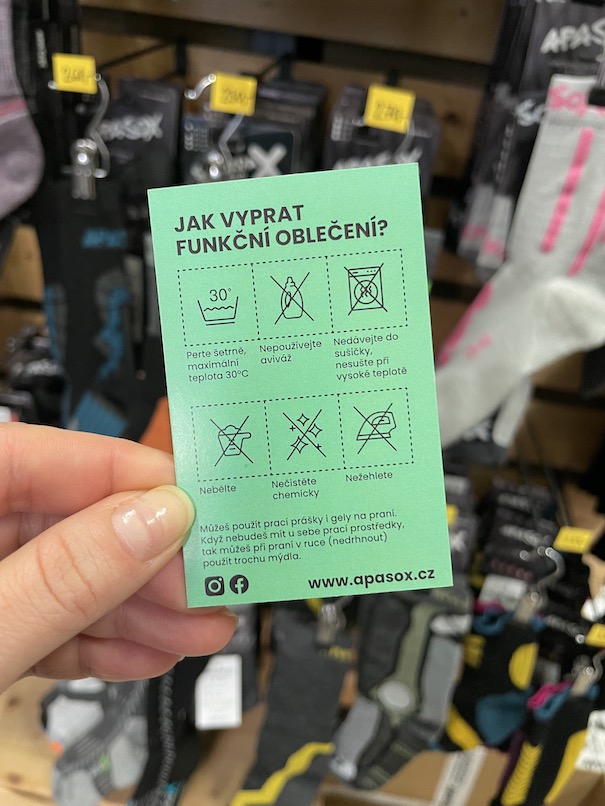 APASOX
JAK VYPRAT
FUNKČNÍ OBLEČENÍ?
30°
Perte šetrně,
maximální
teplota 30°C
Nepoužívejte
aviváž
Nedávejte do
sušičky,
nesušte při
vysoké teplotě
Nebělte
Nečistěte
chemicky
Nežehlete
Můžeš použít prací prášky i gely na praní.
Když nebudeš mít u sebe prací prostředky,
tak můžeš při praní v ruce (nedrhnout)
použít trochu mýdla.
www.apasox.cz